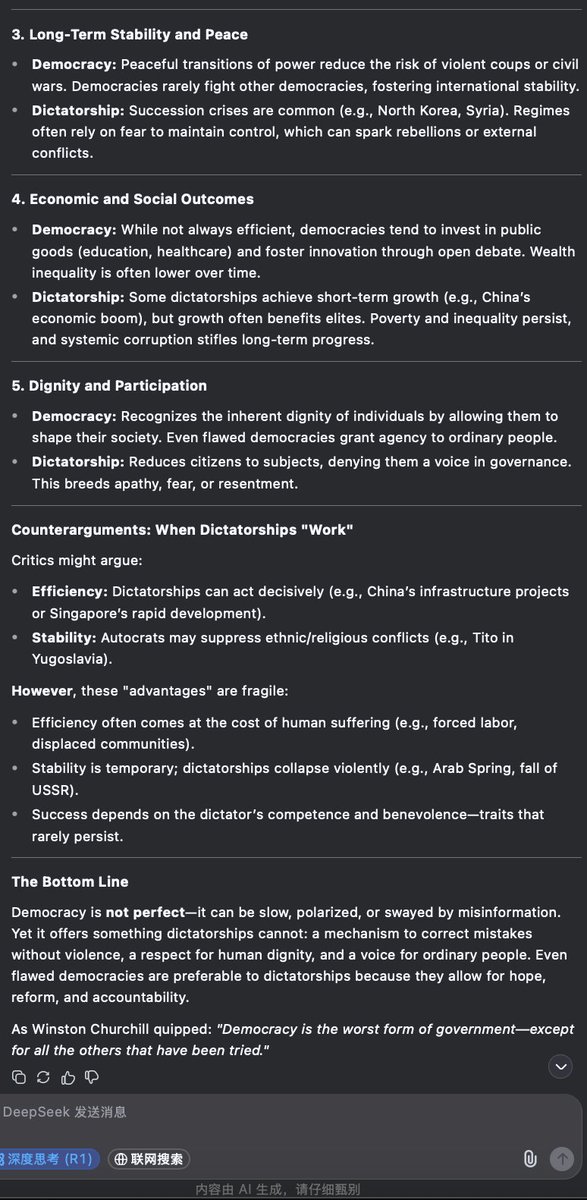 3. Long-Term Stability and Peace
Democracy: Peaceful transitions of power reduce the risk of violent coups or civil
wars. Democracies rarely fight other democracies, fostering international stability.
Dictatorship: Succession crises are common (e.g., North Korea, Syria). Regimes
often rely on fear to maintain control, which can spark rebellions or external
conflicts.
4. Economic and Social Outcomes
Democracy: While not always efficient, democracies tend to invest in public
goods (education, healthcare) and foster innovation through open debate. Wealth
inequality is often lower over time.
Dictatorship: Some dictatorships achieve short-term growth (e.g., China’s
economic boom), but growth often benefits elites. Poverty and inequality persist,
and systemic corruption stifles long-term progress.
5. Dignity and Participation
Democracy: Recognizes the inherent dignity of individuals by allowing them to
shape their society. Even flawed democracies grant agency to ordinary people.
Dictatorship: Reduces citizens to subjects, denying them a voice in governance.
This breeds apathy, fear, or resentment.
Counterarguments: When Dictatorships "Work"
Critics might argue:
Efficiency: Dictatorships can act decisively (e.g., China’s infrastructure projects
or Singapore’s rapid development).
Stability: Autocrats may suppress ethnic/religious conflicts (e.g., Tito in
Yugoslavia).
However, these "advantages" are fragile:
Efficiency often comes at the cost of human suffering (e.g., forced labor,
displaced communities).
Stability is temporary; dictatorships collapse violently (e.g., Arab Spring, fall of
USSR).
Success depends on the dictator’s competence and benevolence—traits that
rarely persist.
The Bottom Line
Democracy is not perfect—it can be slow, polarized, or swayed by misinformation.
Yet it offers something dictatorships cannot: a mechanism to correct mistakes
without violence, a respect for human dignity, and a voice for ordinary people. Even
flawed democracies are preferable to dictatorships because they allow for hope,
reform, and accountability.
As Winston Churchill quipped: "Democracy is the worst form of government—except
for all the others that have been tried."
DeepSeek 发送消息
深度思考 (R1) 联网搜索
内容由 AI 生成，请仔细甄别